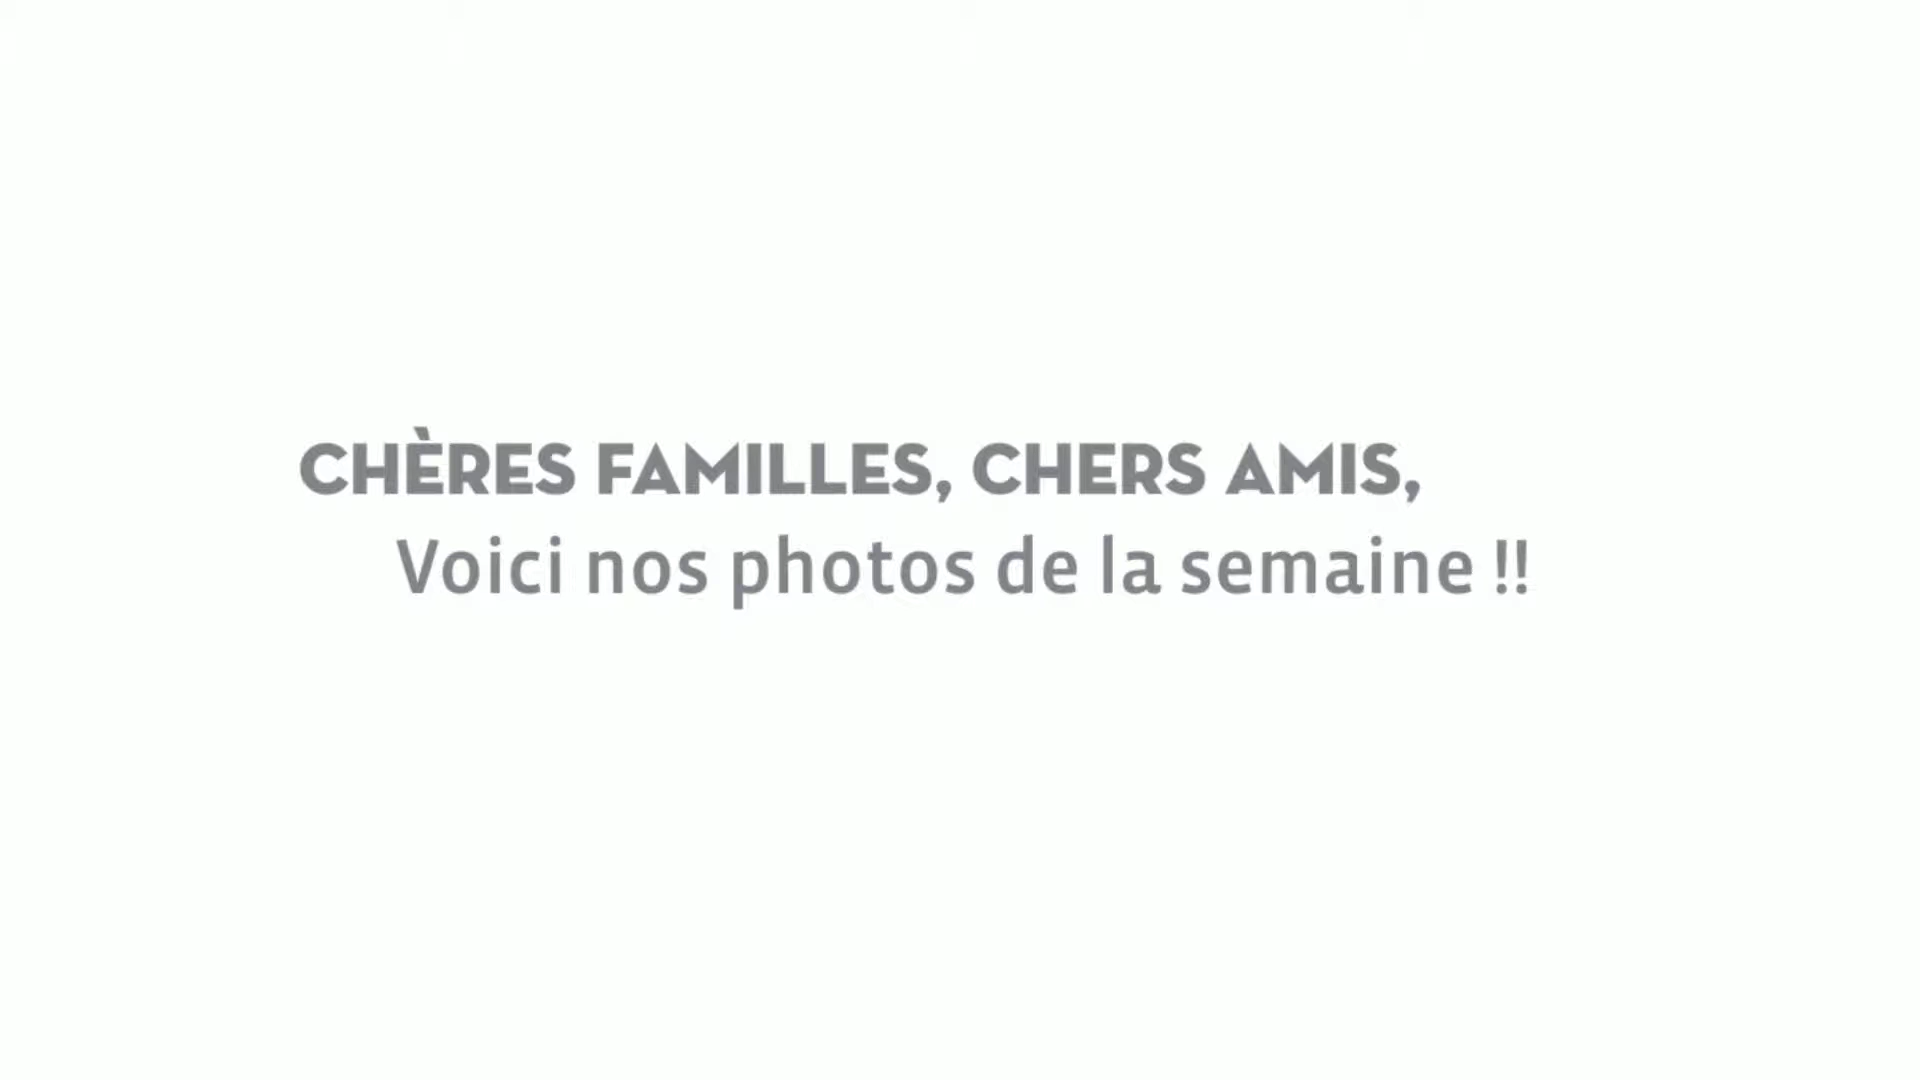 CHÈRES FAMILLES, CHERS AMIS,
Voici nos photos de la semaine !!